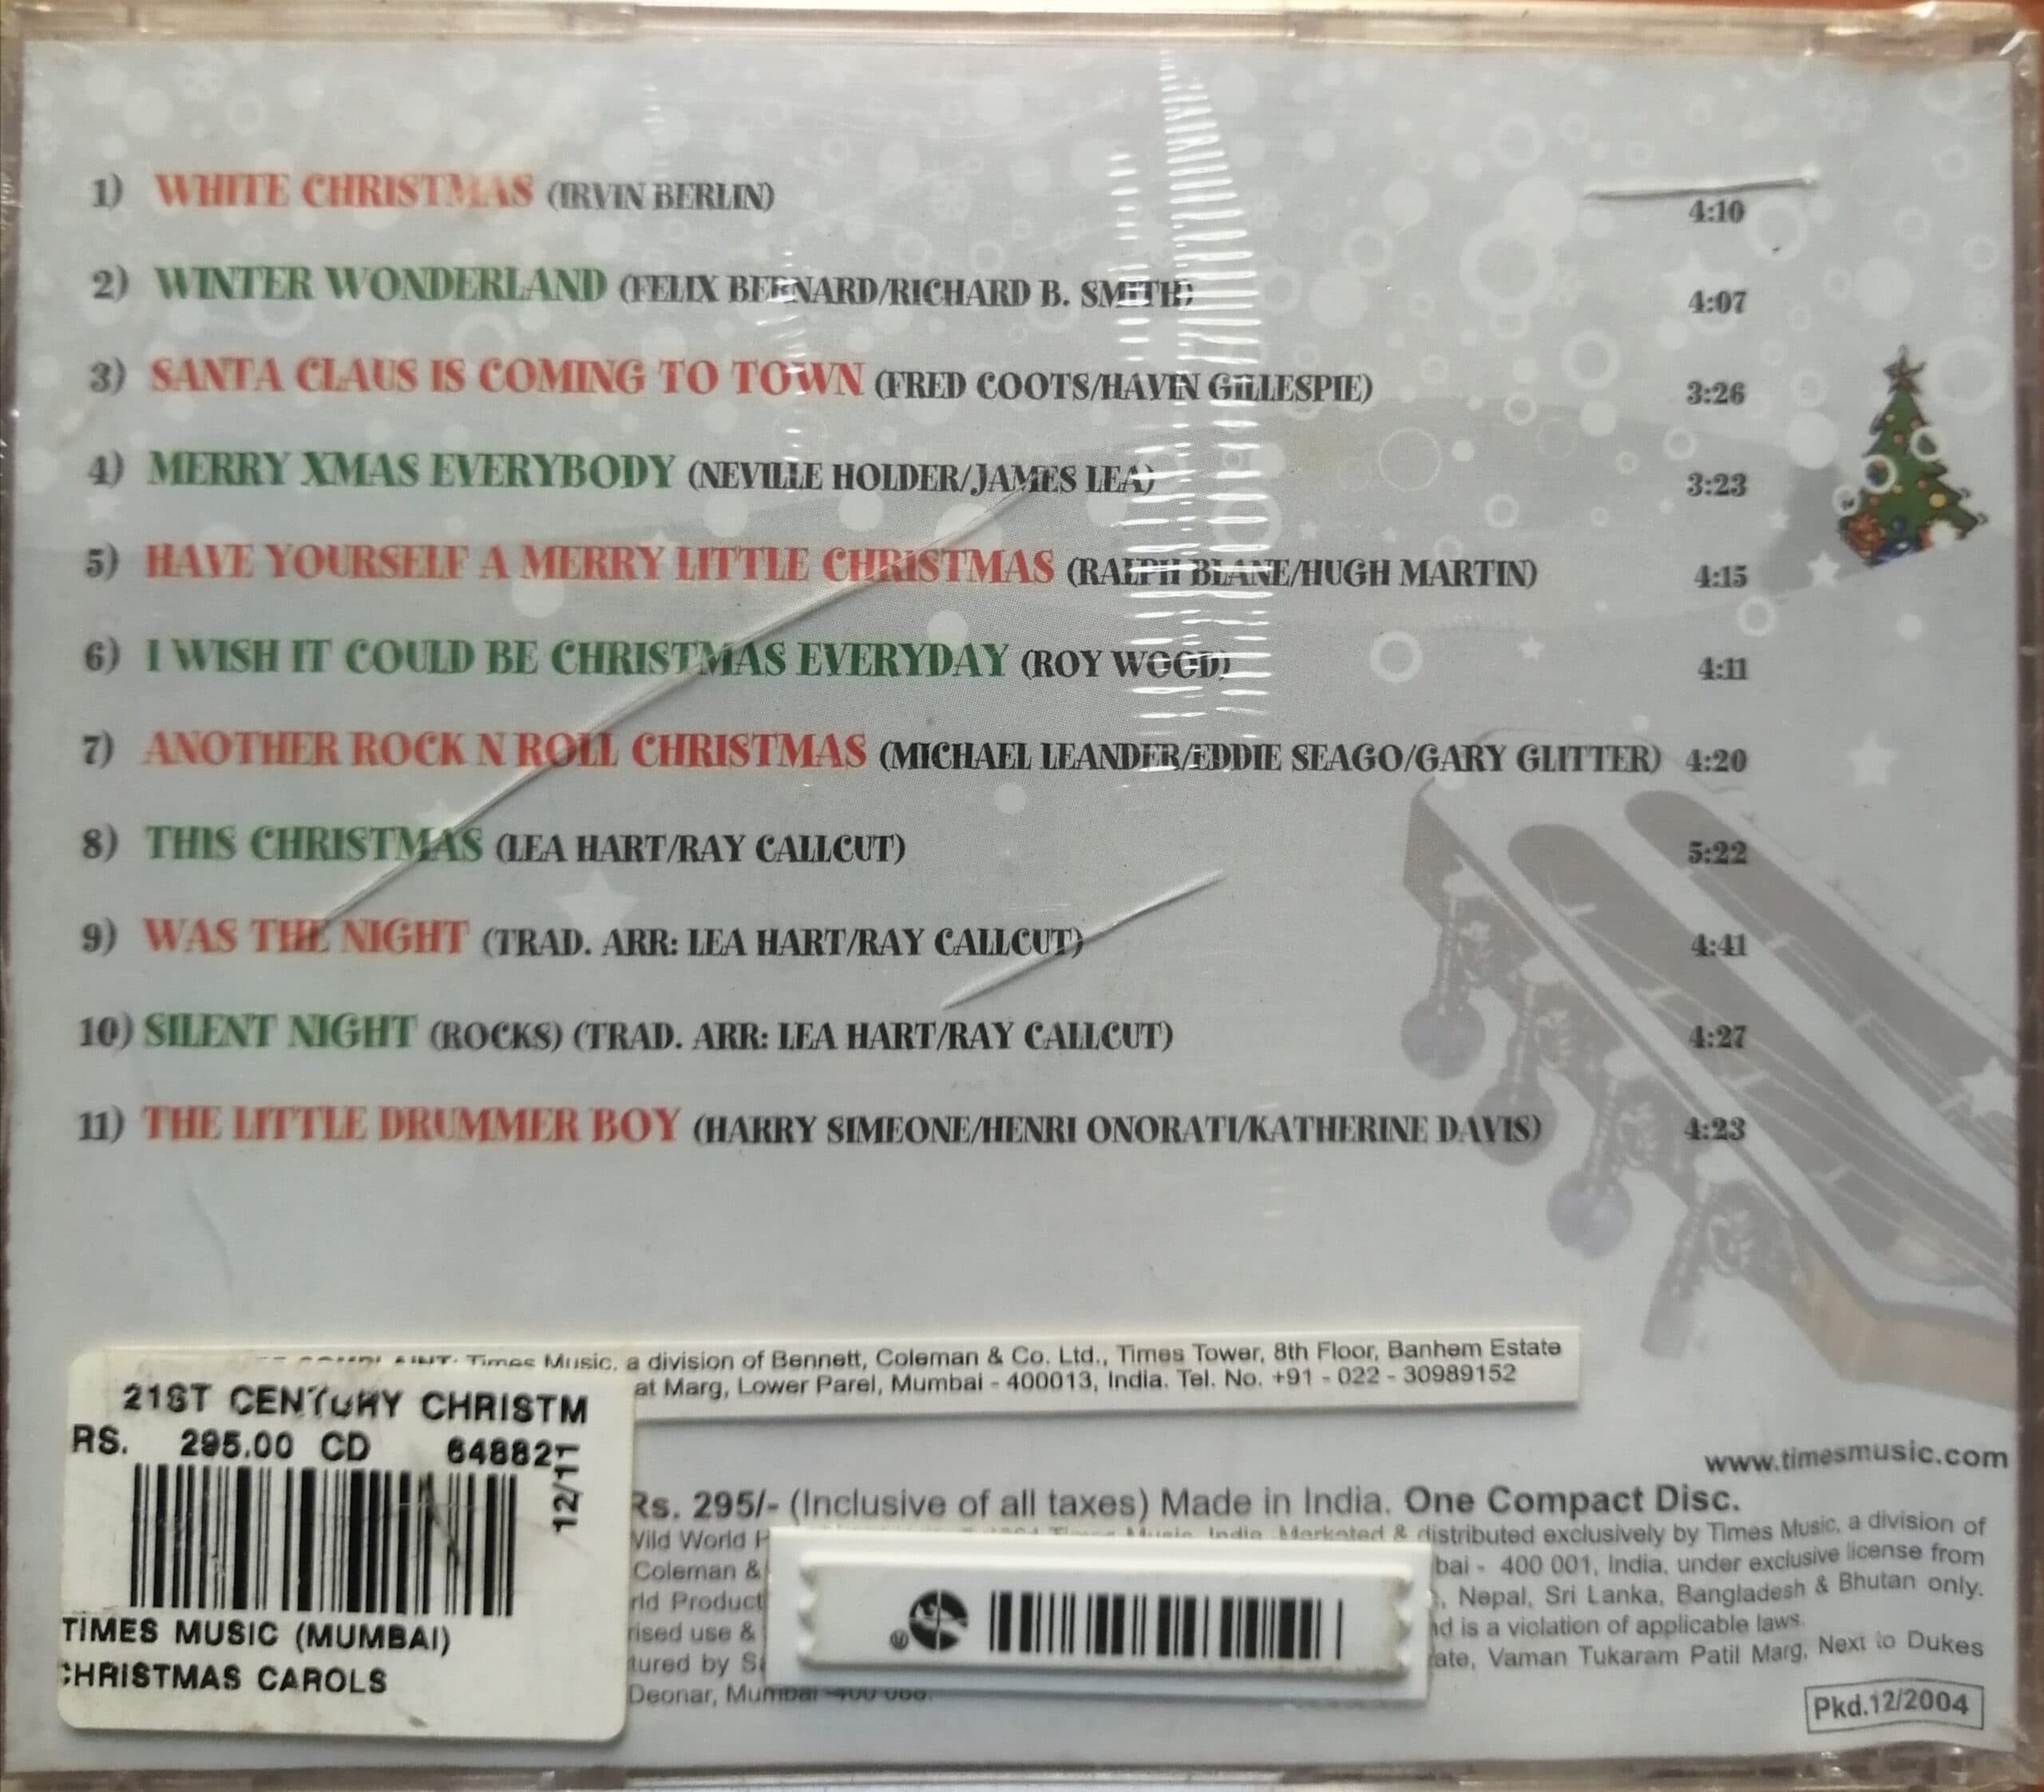 1) WHITE CHRISTMAS (IRVIN BERLIN) 4:10
2) WINTER WONDERLAND (FELIX BERNARD/RICHARD B. SMITH) 4:07
3) SANTA CLAUS IS COMING TO TOWN (FRED COOTS/HAVIN GILLESPIE) 3:26
4) MERRY XMAS EVERYBODY (NEVILLE HOLDER/JAMES LEA) 3:23
5) HAVE YOURSELF A MERRY LITTLE CHRISTMAS (RALPH BLANE/HUGH MARTIN) 4:15
6) I WISH IT COULD BE CHRISTMAS EVERYDAY (ROY WOOD) 4:11
7) ANOTHER ROCK N ROLL CHRISTMAS (MICHAEL LEANDER/EDDIE SEAGO/GARY GLITTER) 4:20
8) THIS CHRISTMAS (LEA HART/RAY CALLCUT) 5:22
9) WAS THE NIGHT (TRAD. ARR: LEA HART/RAY CALLCUT) 4:41
10) SILENT NIGHT (ROCKS) (TRAD. ARR: LEA HART/RAY CALLCUT) 4:27
11) THE LITTLE DRUMMER BOY (HARRY SIMEONE/HENRI ONORATI/KATHERINE DAVIS) 4:23
Times Music, a division of Bennett, Coleman & Co. Ltd., Times Tower, 8th Floor, Banhem Estate
at Marg, Lower Parel, Mumbai - 400013, India. Tel. No. +91 - 022 - 30989152
21ST CENTURY CHRISTM
RS. 295.00 CD 64882
12/11
TIMES MUSIC (MUMBAI)
CHRISTMAS CAROLS
www.timesmusic.com
Rs. 295/- (Inclusive of all taxes) Made in India. One Compact Disc.
Wild World Marketed & distributed exclusively by Times Music, a division of
Coleman & bai - 400 001, India, under exclusive license from
Product , Nepal, Sri Lanka, Bangladesh & Bhutan only.
use & is a violation of applicable laws.
by Vaman Tukaram Patil Marg, Next to Dukes
Deonar, Mumbai
Pkd.12/2004